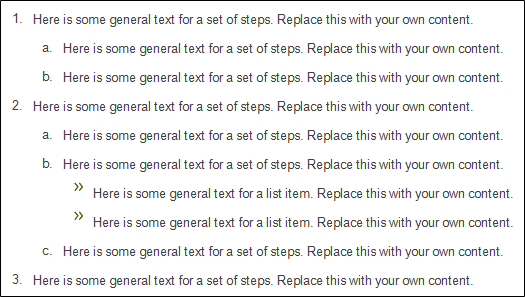 1. Here is some general text for a set of steps. Replace this with your own content.
a. Here is some general text for a set of steps. Replace this with your own content.
b. Here is some general text for a set of steps. Replace this with your own content.
2. Here is some general text for a set of steps. Replace this with your own content.
a. Here is some general text for a set of steps. Replace this with your own content.
b. Here is some general text for a set of steps. Replace this with your own content.
» Here is some general text for a list item. Replace this with your own content.
» Here is some general text for a list item. Replace this with your own content.
c. Here is some general text for a set of steps. Replace this with your own content.
3. Here is some general text for a set of steps. Replace this with your own content.